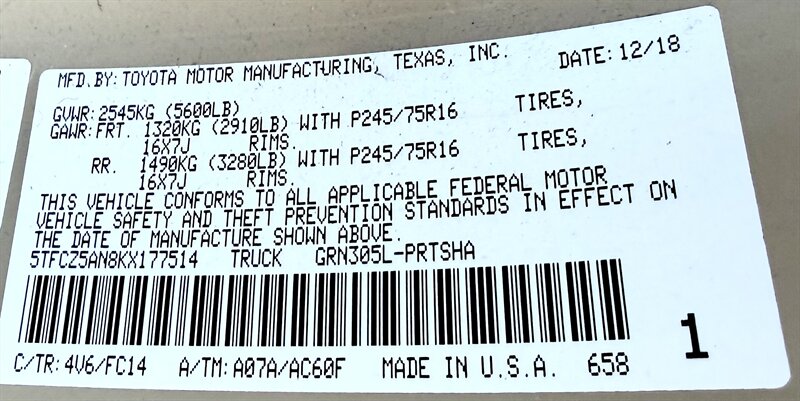 MFD.BY:TOYOTA MOTOR MANUFACTURING, TEXAS, INC. DATE:12/18
GVWR:2545KG (5600LB)
GAWR:FRT. 1320KG (2910LB) WITH P245/75R16 TIRES,
16X7J RIMS.
RR. 1490KG (3280LB) WITH P245/75R16 TIRES,
16X7J RIMS.
THIS VEHICLE CONFORMS TO ALL APPLICABLE FEDERAL MOTOR
VEHICLE SAFETY AND THEFT PREVENTION STANDARDS IN EFFECT ON
THE DATE OF MANUFACTURE SHOWN ABOVE.
5TFCZ5AN8KX177514 TRUCK GRN305L-PRTSHA
1
C/TR:4V6/FC14 A/TM:A07A/AC60F MADE IN U.S.A. 658